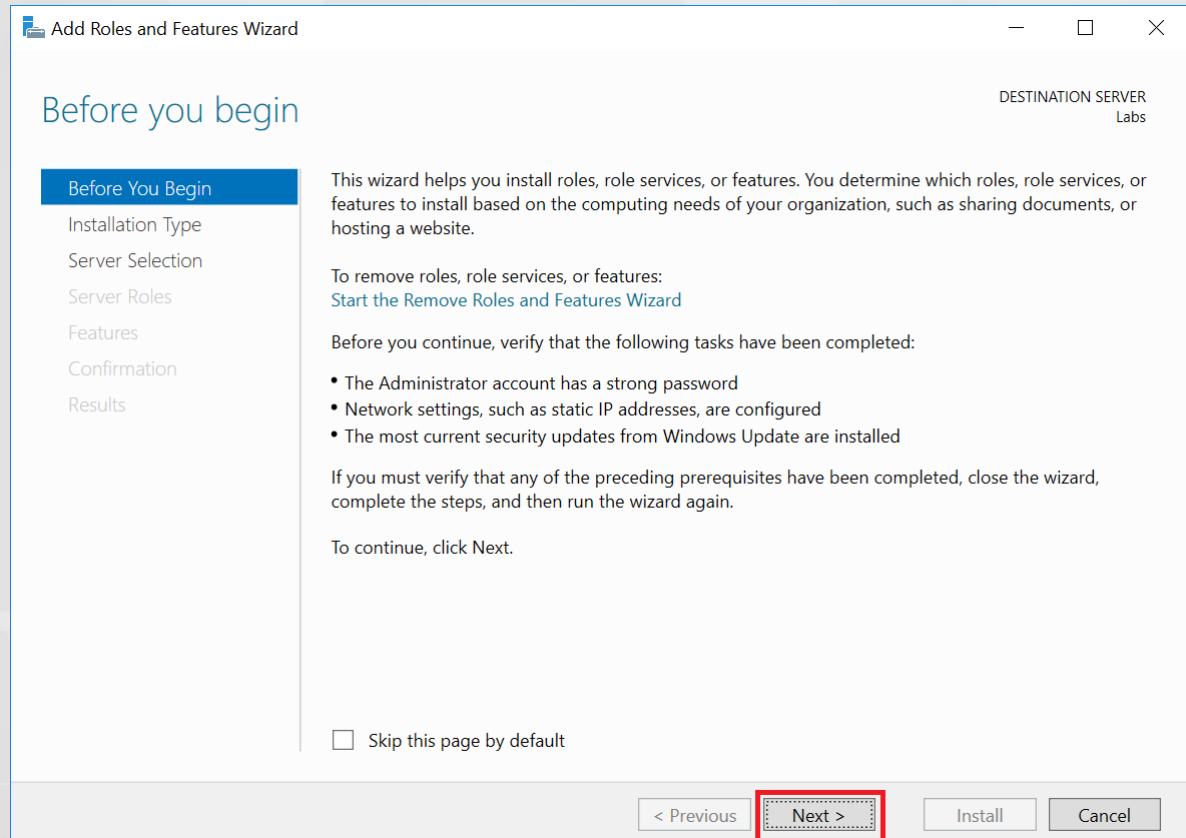 Add Roles and Features Wizard
Before you begin
DESTINATION SERVER
Labs
Before You Begin
Installation Type
Server Selection
Server Roles
Features
Confirmation
Results
This wizard helps you install roles, role services, or features. You determine which roles, role services, or
features to install based on the computing needs of your organization, such as sharing documents, or
hosting a website.
To remove roles, role services, or features:
Start the Remove Roles and Features Wizard
Before you continue, verify that the following tasks have been completed:
• The Administrator account has a strong password
• Network settings, such as static IP addresses, are configured
• The most current security updates from Windows Update are installed
If you must verify that any of the preceding prerequisites have been completed, close the wizard,
complete the steps, and then run the wizard again.
To continue, click Next.
Skip this page by default
< Previous
Next >
Install
Cancel